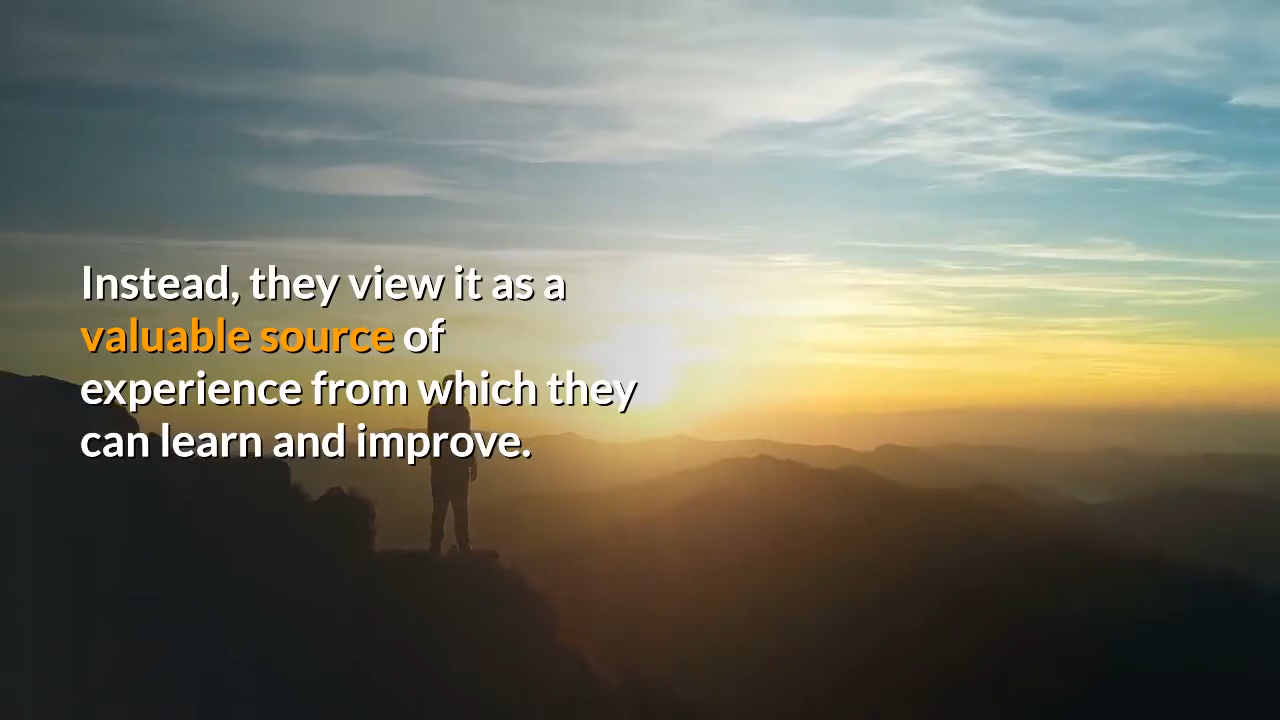 Instead, they view it as a
valuable source of
experience from which they
can learn and improve.